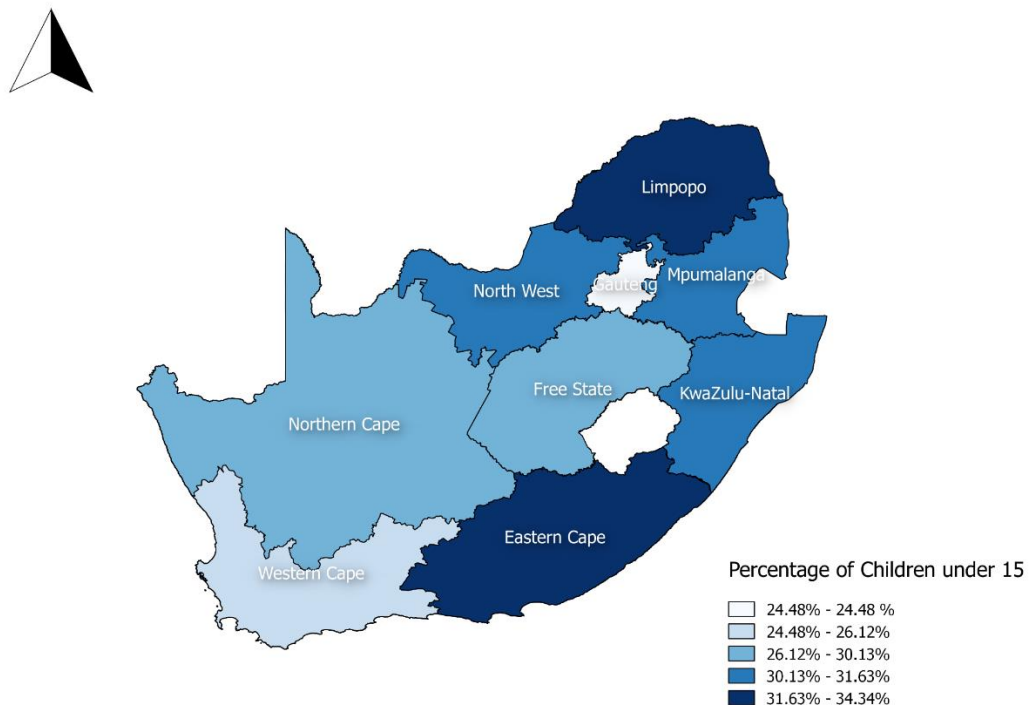 Limpopo
Mpumalanga
Gauteng
North West
Free State
KwaZulu-Natal
Northern Cape
Eastern Cape
Western Cape
Percentage of Children under 15
24.48% - 24.48 %
24.48% - 26.12%
26.12% - 30.13%
30.13% - 31.63%
31.63% - 34.34%